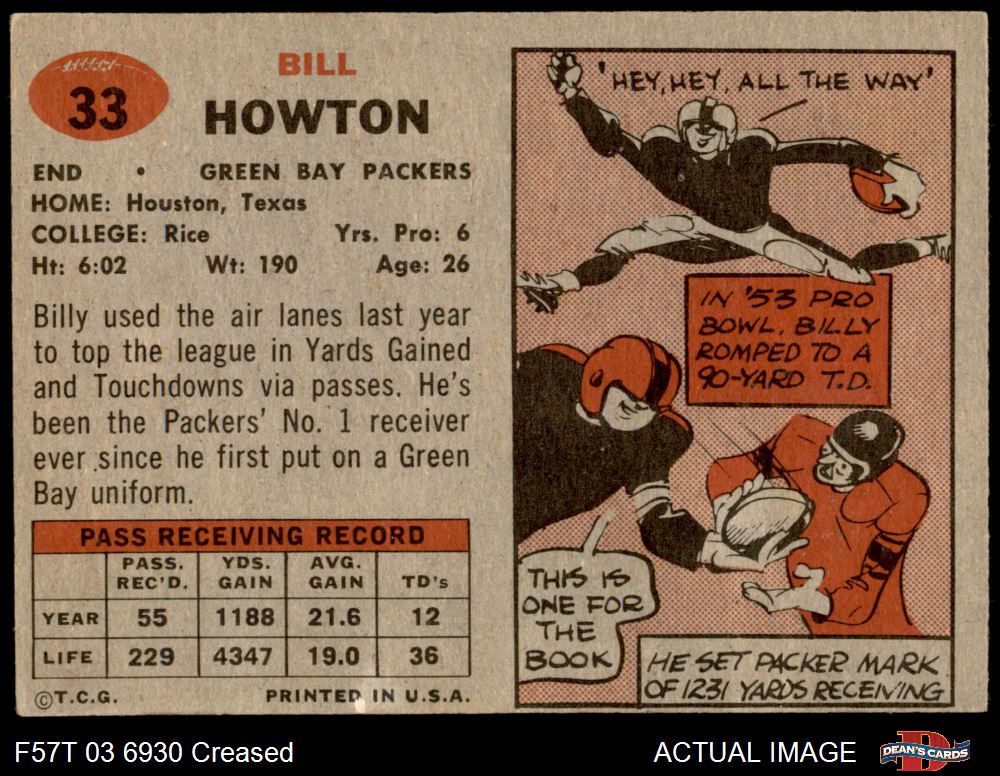 33
BILL
HOWTON
END • GREEN BAY PACKERS
HOME: Houston, Texas
COLLEGE: Rice Yrs. Pro: 6
Ht: 6:02 Wt: 190 Age: 26
Billy used the air lanes last year
to top the league in Yards Gained
and Touchdowns via passes. He's
been the Packers' No. 1 receiver
ever since he first put on a Green
Bay uniform.
PASS RECEIVING RECORD
PASS. REC'D. YDS. GAIN AVG. GAIN TD's
YEAR 55 1188 21.6 12
LIFE 229 4347 19.0 36
©T.C.G. PRINTED IN U.S.A.
'HEY, HEY, ALL THE WAY'
IN '53 PRO
BOWL, BILLY
ROMPED TO A
90-YARD T.D.
THIS IS
ONE FOR
THE
BOOK
HE SET PACKER MARK
OF 1231 YARDS RECEIVING
F57T 03 6930 Creased
ACTUAL IMAGE
DEAN'S CARDS